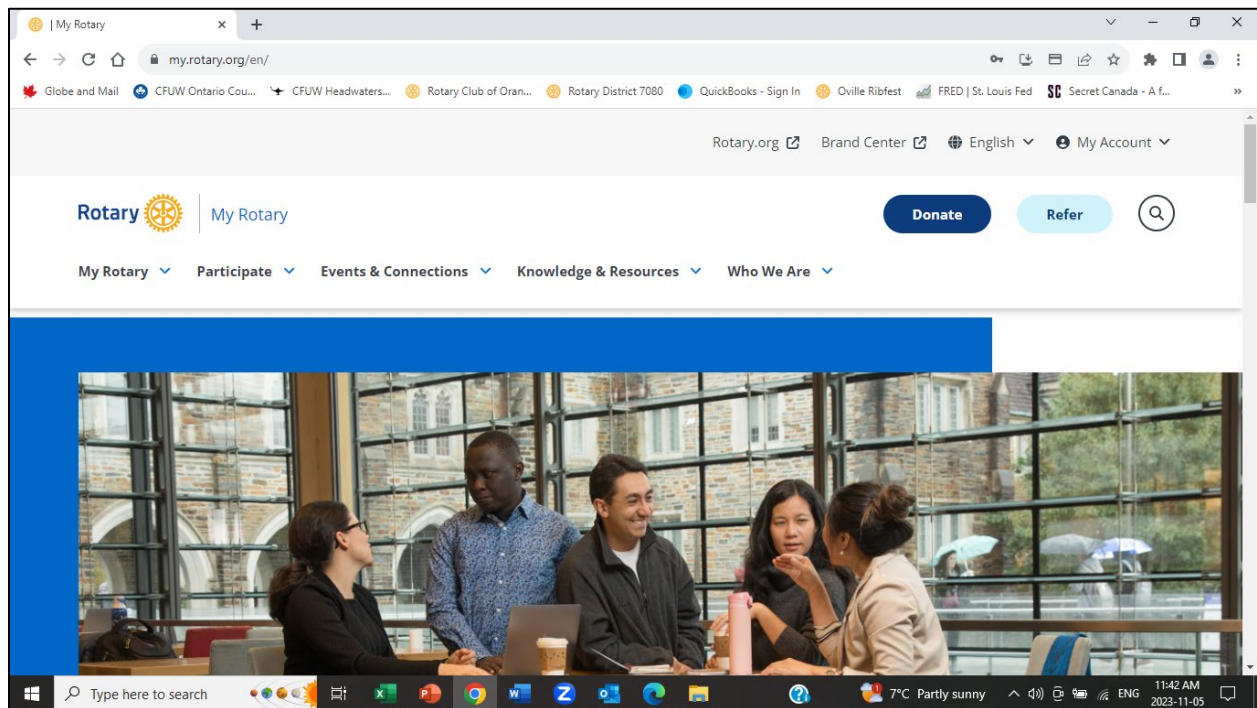 | My Rotary
my.rotary.org/en/
Globe and Mail CFUW Ontario Cou... CFUW Headwaters... Rotary Club of Oran... Rotary District 7080 QuickBooks - Sign In Oville Ribfest FRED | St. Louis Fed SC Secret Canada - A f... »
Rotary.org Brand Center English My Account
Rotary My Rotary Donate Refer
My Rotary Participate Events & Connections Knowledge & Resources Who We Are
Type here to search 7°C Partly sunny ENG 11:42 AM
2023-11-05